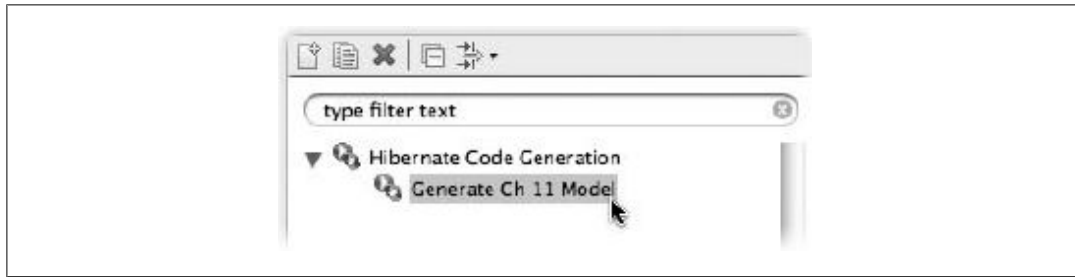 type filter text
Hibernate Code Generation
Generate Ch 11 Model